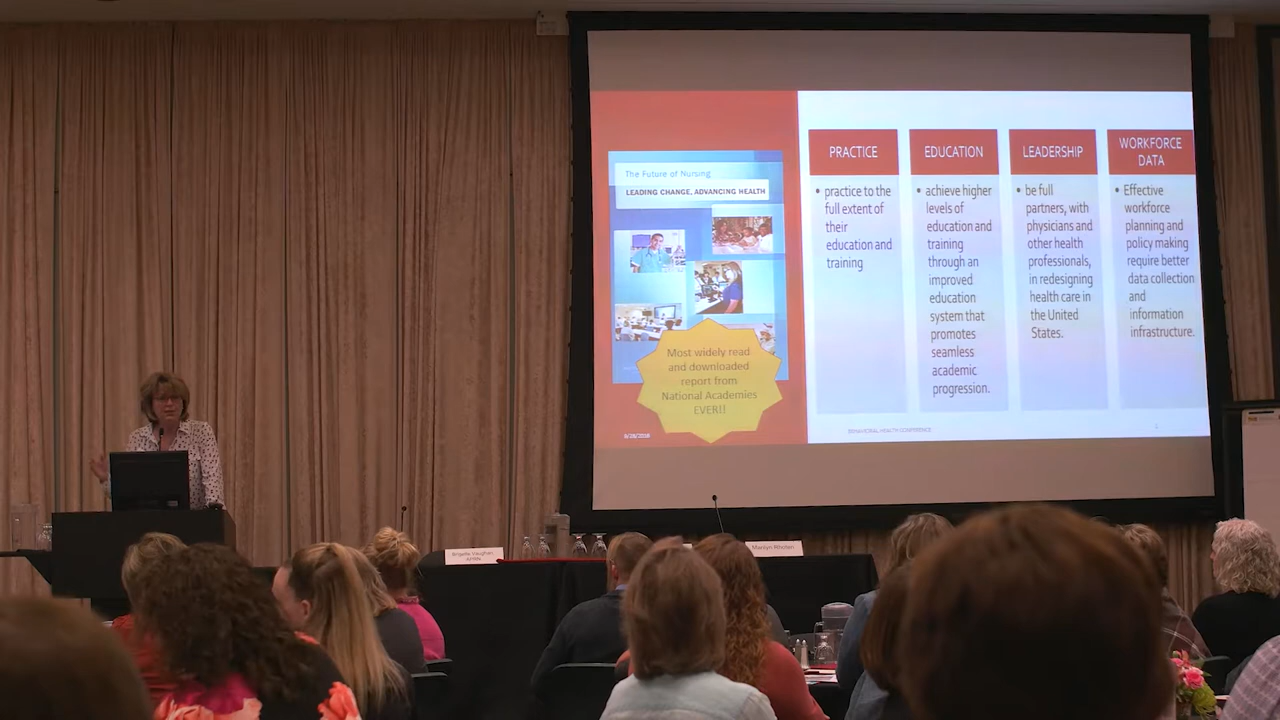 The Future of Nursing
LEADING CHANGE, ADVANCING HEALTH
Most widely read
and downloaded
report from
National Academies
EVER!!
PRACTICE
• practice to the
full extent of
their
education and
training
EDUCATION
• achieve higher
levels of
education and
training
through an
improved
education
system that
promotes
seamless
academic
progression.
LEADERSHIP
• be full
partners, with
physicians and
other health
professionals,
in redesigning
health care in
the United
States.
WORKFORCE
DATA
• Effective
workforce
planning and
policy making
require better
data collection
and
information
infrastructure.
BEHAVIORAL HEALTH CONFERENCE
Marilyn